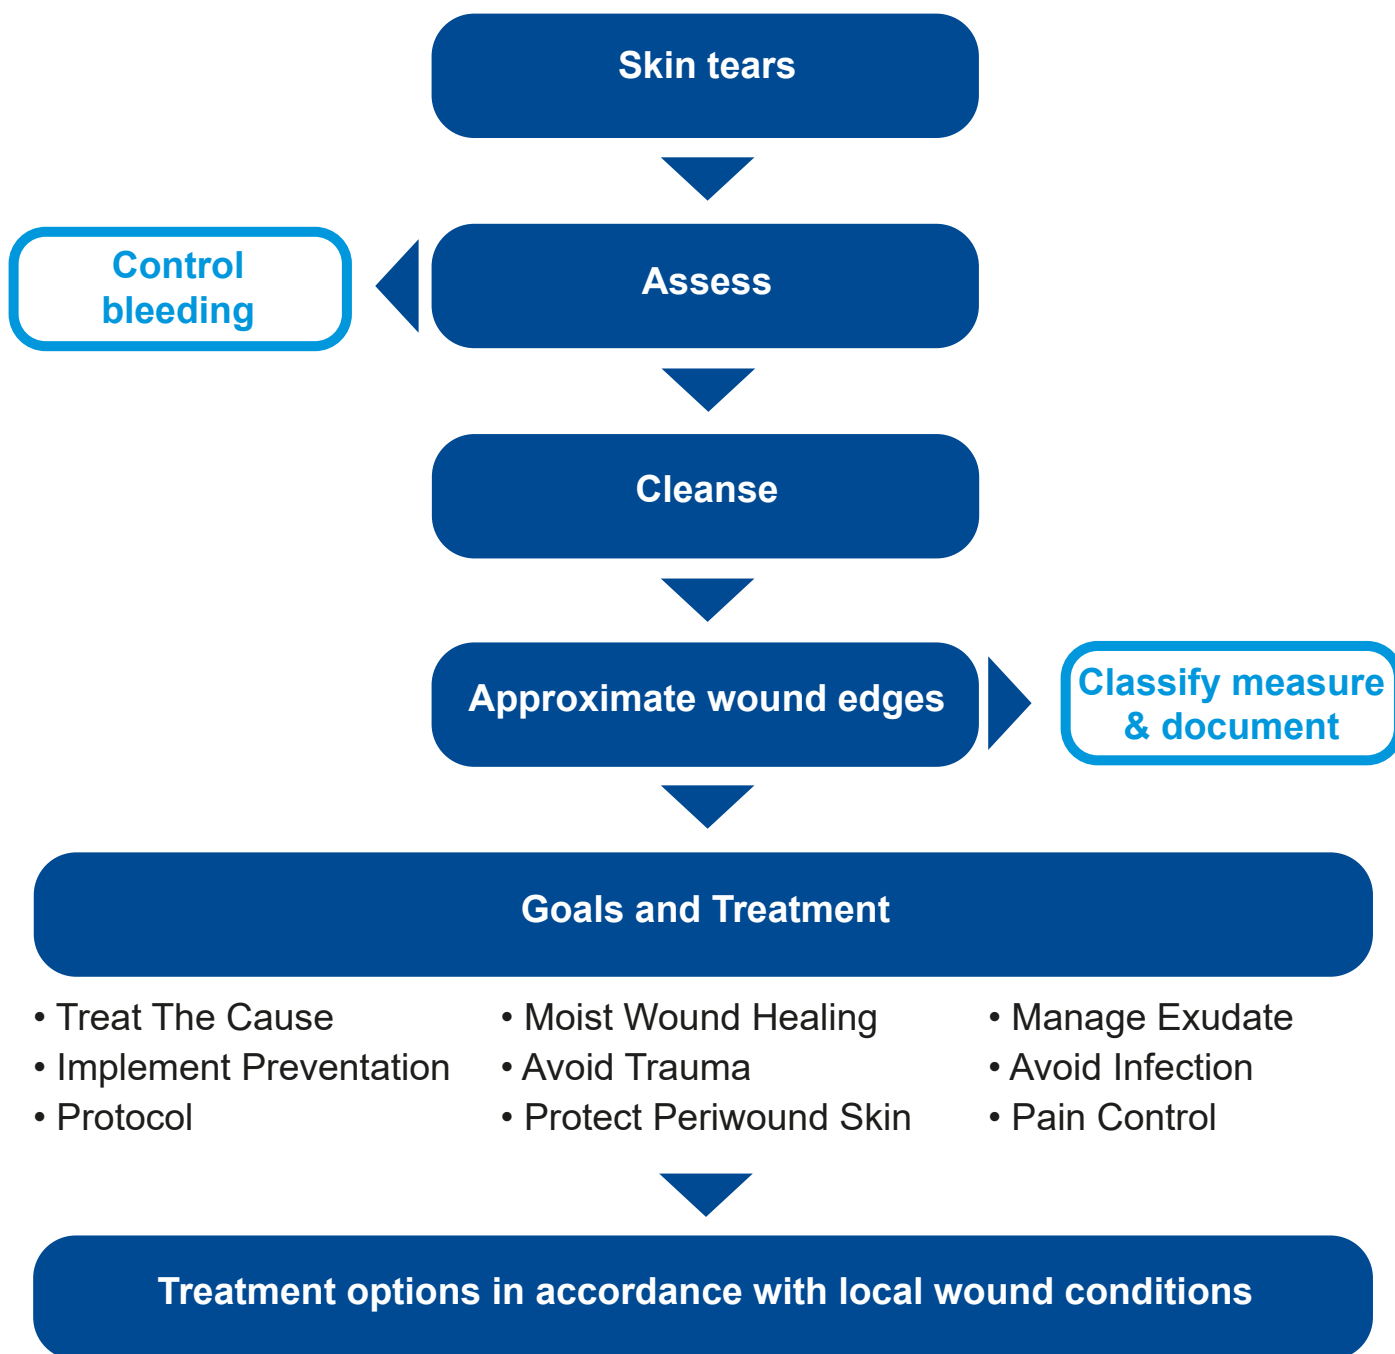 Skin tears
Control
bleeding
Assess
Cleanse
Approximate wound edges
Classify measure
& document
Goals and Treatment
• Treat The Cause
• Implement Preventation
• Protocol
• Moist Wound Healing
• Avoid Trauma
• Protect Periwound Skin
• Manage Exudate
• Avoid Infection
• Pain Control
Treatment options in accordance with local wound conditions